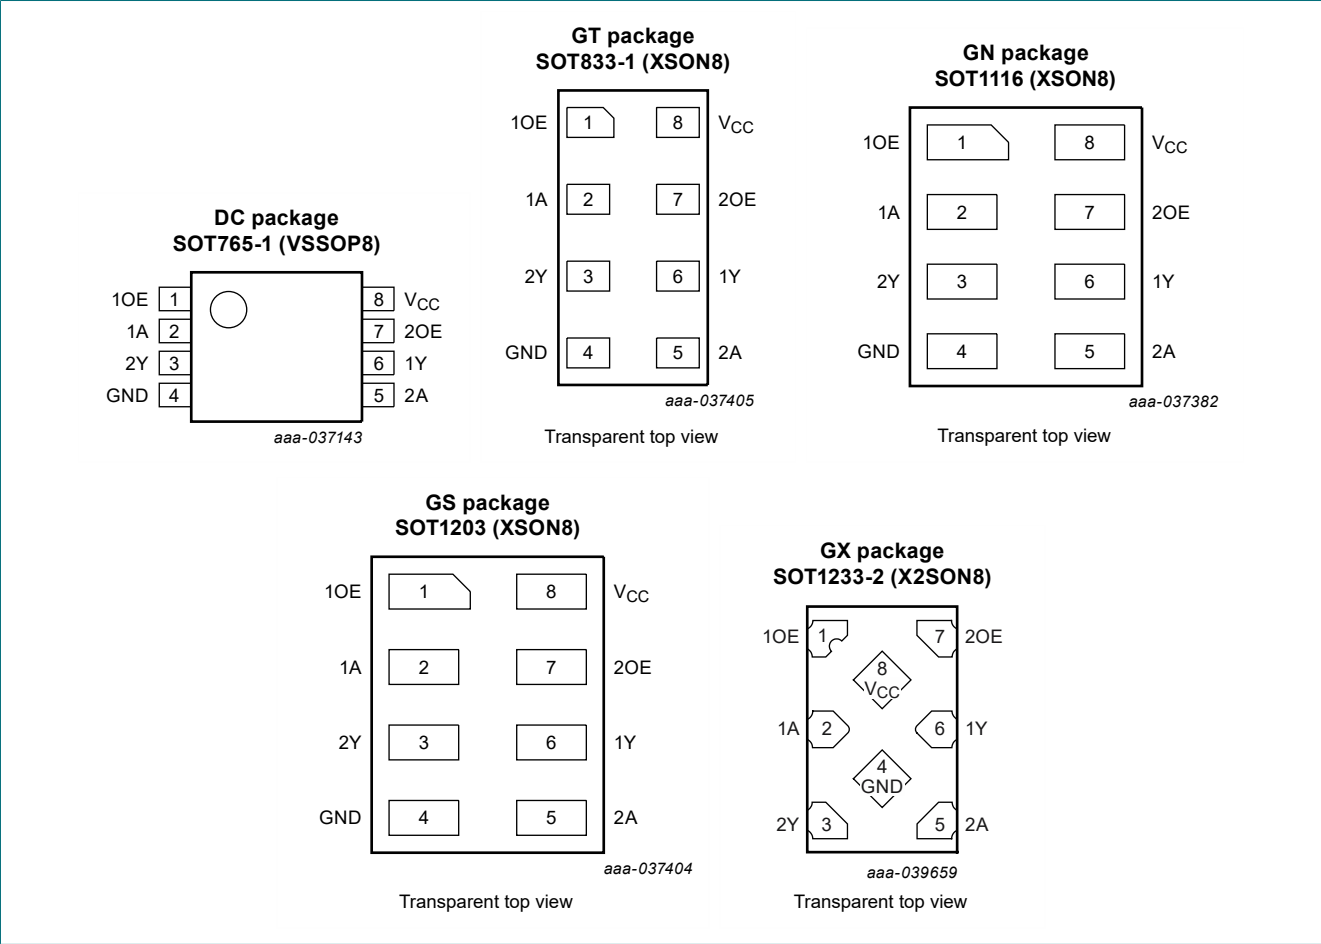 GT package
SOT833-1 (XSON8)
1OE 1 8 VCC
1A 2 7 2OE
2Y 3 6 1Y
GND 4 5 2A
aaa-037405
Transparent top view
GN package
SOT1116 (XSON8)
1OE 1 8 VCC
1A 2 7 2OE
2Y 3 6 1Y
GND 4 5 2A
aaa-037382
Transparent top view
DC package
SOT765-1 (VSSOP8)
1OE 1 8 VCC
1A 2 7 2OE
2Y 3 6 1Y
GND 4 5 2A
aaa-037143
GS package
SOT1203 (XSON8)
1OE 1 8 VCC
1A 2 7 2OE
2Y 3 6 1Y
GND 4 5 2A
aaa-037404
Transparent top view
GX package
SOT1233-2 (X2SON8)
1OE 1 7 2OE
8
VCC
1A 2 6 1Y
4
GND
2Y 3 5 2A
aaa-039659
Transparent top view